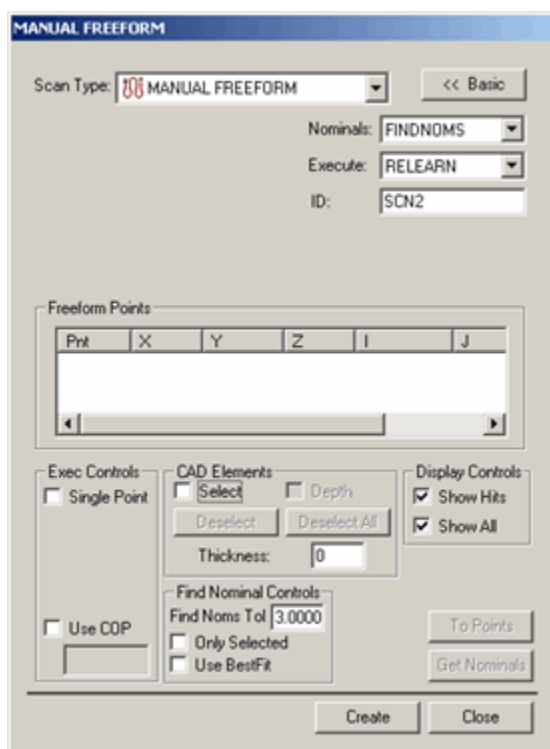 MANUAL FREEFORM
Scan Type: MANUAL FREEFORM << Basic
Nominals: FINDNOMS
Execute: RELEARN
ID: SCN2
Freeform Points
Pnt X Y Z I J
Exec Controls
Single Point
Use COP
CAD Elements
Select Depth
Deselect Deselect All
Thickness: 0
Display Controls
Show Hits
Show All
Find Nominal Controls
Find Noms Tol 3.0000
Only Selected
Use BestFit
To Points
Get Nominals
Create Close